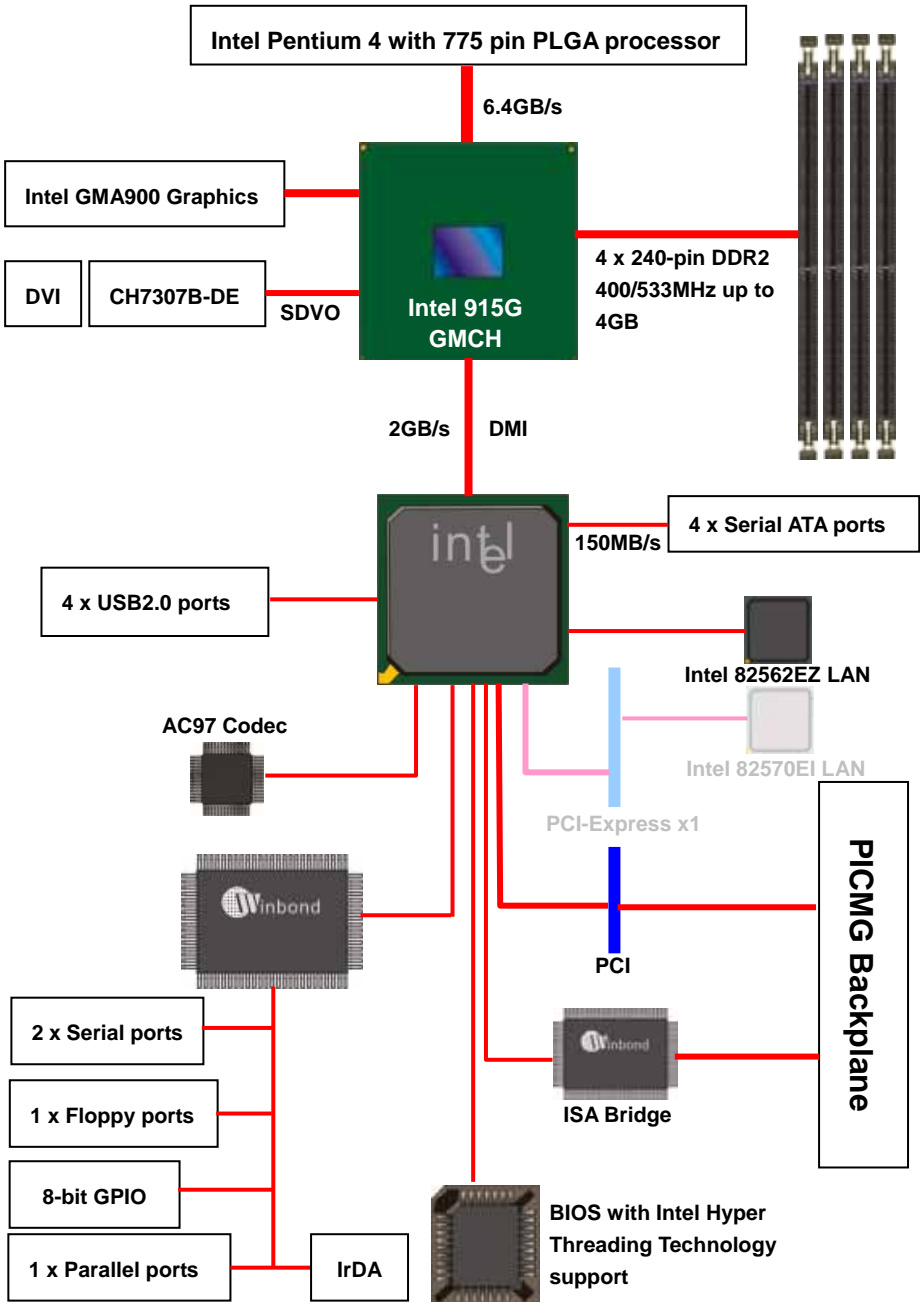 Intel Pentium 4 with 775 pin PLGA processor
6.4GB/s
Intel GMA900 Graphics
4 x 240-pin DDR2
400/533MHz up to
4GB
DVI
CH7307B-DE
SDVO
Intel 915G
GMCH
2GB/s
DMI
intel
4 x Serial ATA ports
150MB/s
4 x USB2.0 ports
Intel 82562EZ LAN
AC97 Codec
Intel 82570EI LAN
PCI-Express x1
PICMG Backplane
Winbond
PCI
2 x Serial ports
Winbond
ISA Bridge
1 x Floppy ports
8-bit GPIO
BIOS with Intel Hyper
Threading Technology
support
1 x Parallel ports
IrDA